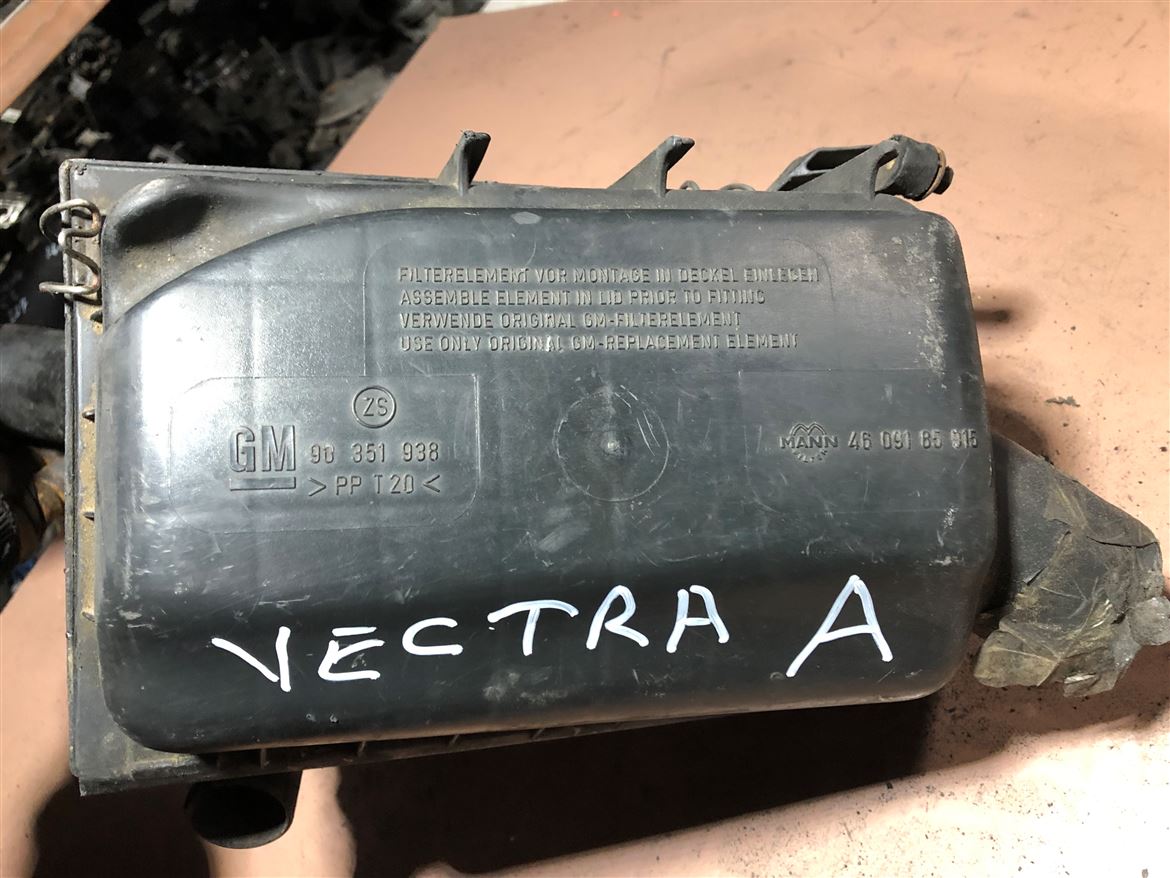 FILTERELEMENT VOR MONTAGE IN DECKEL EINLEGEN
ASSEMBLE ELEMENT IN LID PRIOR TO FITTING
VERWENDE ORIGINAL GM-FILTERELEMENT
USE ONLY ORIGINAL GM-REPLACEMENT ELEMENT
ZS
GM 90 351 938
>PP T20<
MANN FILTER 46 091 85 915
VECTRA A